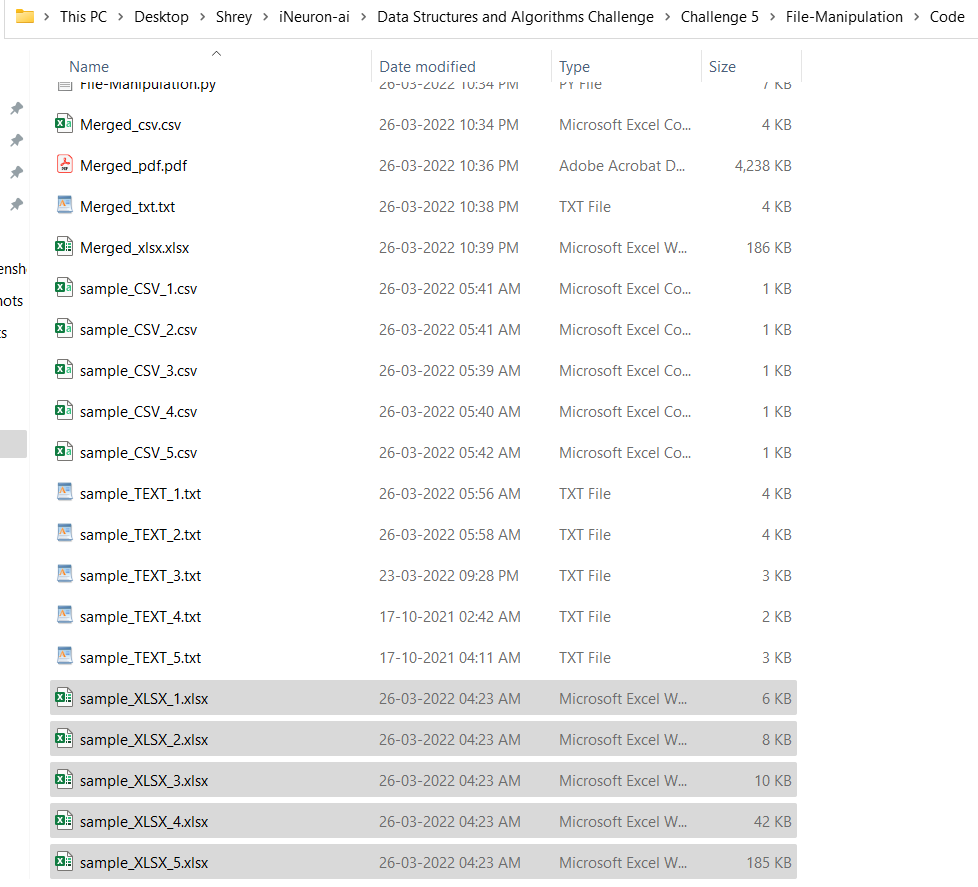 This PC > Desktop > Shrey > iNeuron-ai > Data Structures and Algorithms Challenge > Challenge 5 > File-Manipulation > Code
Name Date modified Type Size
File-Manipulation.py 26-03-2022 10:34 PM PY File 7 KB
Merged_csv.csv 26-03-2022 10:34 PM Microsoft Excel Co... 4 KB
Merged_pdf.pdf 26-03-2022 10:36 PM Adobe Acrobat D... 4,238 KB
Merged_txt.txt 26-03-2022 10:38 PM TXT File 4 KB
Merged_xlsx.xlsx 26-03-2022 10:39 PM Microsoft Excel W... 186 KB
ensh
sample_CSV_1.csv 26-03-2022 05:41 AM Microsoft Excel Co... 1 KB
nots
sample_CSV_2.csv 26-03-2022 05:41 AM Microsoft Excel Co... 1 KB
ts
sample_CSV_3.csv 26-03-2022 05:39 AM Microsoft Excel Co... 1 KB
sample_CSV_4.csv 26-03-2022 05:40 AM Microsoft Excel Co... 1 KB
sample_CSV_5.csv 26-03-2022 05:42 AM Microsoft Excel Co... 1 KB
sample_TEXT_1.txt 26-03-2022 05:56 AM TXT File 4 KB
sample_TEXT_2.txt 26-03-2022 05:58 AM TXT File 4 KB
sample_TEXT_3.txt 23-03-2022 09:28 PM TXT File 3 KB
sample_TEXT_4.txt 17-10-2021 02:42 AM TXT File 2 KB
sample_TEXT_5.txt 17-10-2021 04:11 AM TXT File 3 KB
sample_XLSX_1.xlsx 26-03-2022 04:23 AM Microsoft Excel W... 6 KB
sample_XLSX_2.xlsx 26-03-2022 04:23 AM Microsoft Excel W... 8 KB
sample_XLSX_3.xlsx 26-03-2022 04:23 AM Microsoft Excel W... 10 KB
sample_XLSX_4.xlsx 26-03-2022 04:23 AM Microsoft Excel W... 42 KB
sample_XLSX_5.xlsx 26-03-2022 04:23 AM Microsoft Excel W... 185 KB